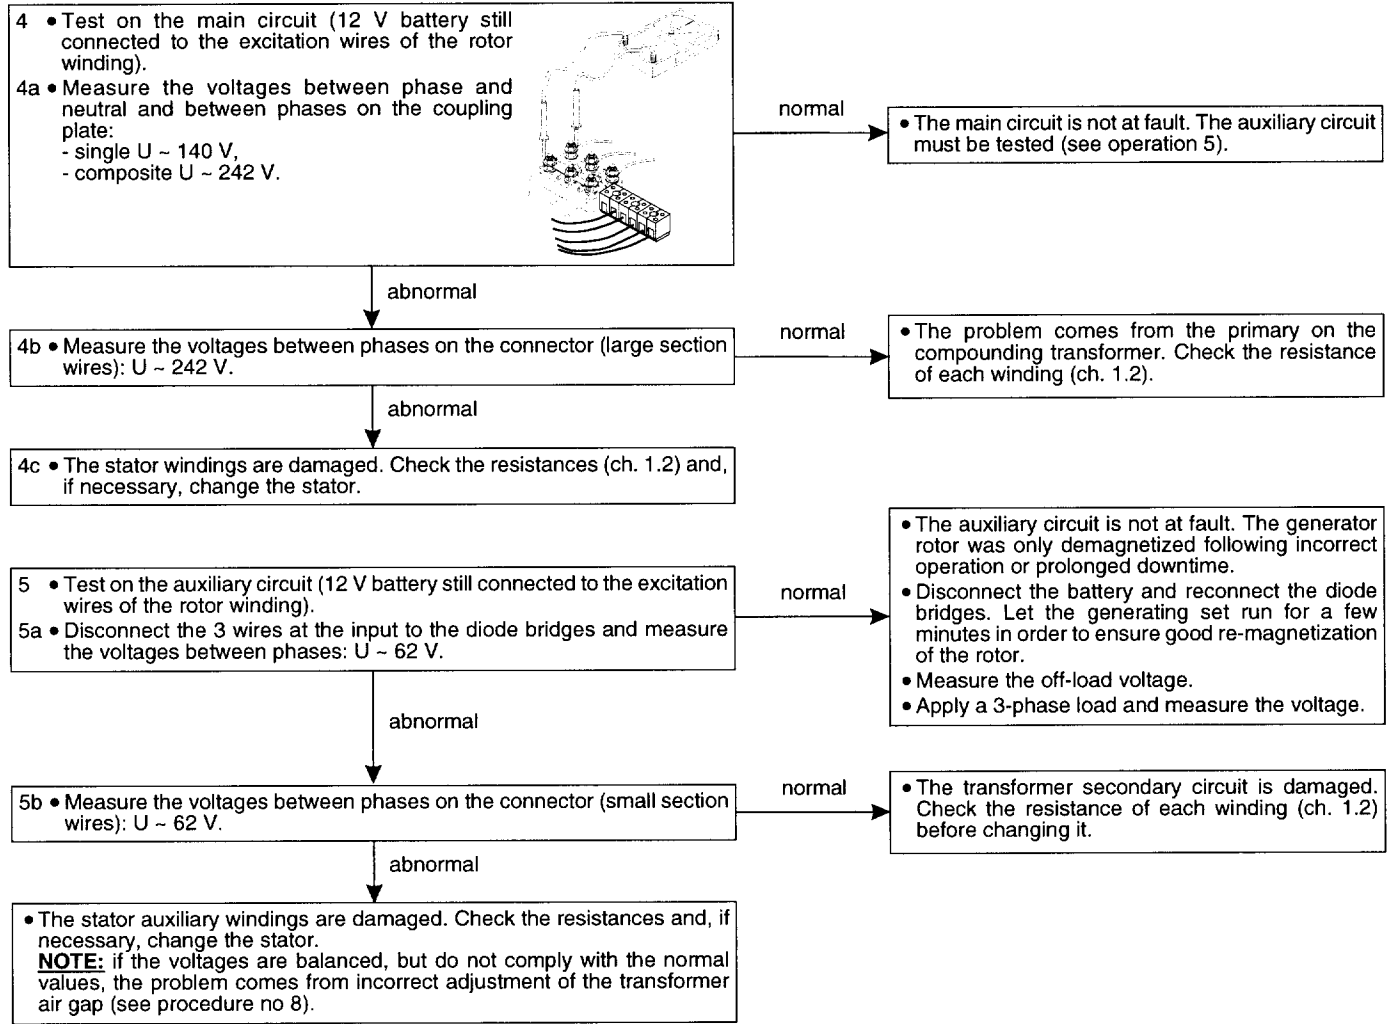 4 • Test on the main circuit (12 V battery still
connected to the excitation wires of the rotor
winding).
4a • Measure the voltages between phase and
neutral and between phases on the coupling
plate:
- single U ~ 140 V,
- composite U ~ 242 V.
normal
• The main circuit is not at fault. The auxiliary circuit
must be tested (see operation 5).
abnormal
4b • Measure the voltages between phases on the connector (large section
wires): U ~ 242 V.
normal
• The problem comes from the primary on the
compounding transformer. Check the resistance
of each winding (ch. 1.2).
abnormal
4c • The stator windings are damaged. Check the resistances (ch. 1.2) and,
if necessary, change the stator.
5 • Test on the auxiliary circuit (12 V battery still connected to the excitation
wires of the rotor winding).
5a • Disconnect the 3 wires at the input to the diode bridges and measure
the voltages between phases: U ~ 62 V.
normal
• The auxiliary circuit is not at fault. The generator
rotor was only demagnetized following incorrect
operation or prolonged downtime.
• Disconnect the battery and reconnect the diode
bridges. Let the generating set run for a few
minutes in order to ensure good re-magnetization
of the rotor.
• Measure the off-load voltage.
• Apply a 3-phase load and measure the voltage.
abnormal
5b • Measure the voltages between phases on the connector (small section
wires): U ~ 62 V.
normal
• The transformer secondary circuit is damaged.
Check the resistance of each winding (ch. 1.2)
before changing it.
abnormal
• The stator auxiliary windings are damaged. Check the resistances and, if
necessary, change the stator.
NOTE: if the voltages are balanced, but do not comply with the normal
values, the problem comes from incorrect adjustment of the transformer
air gap (see procedure no 8).